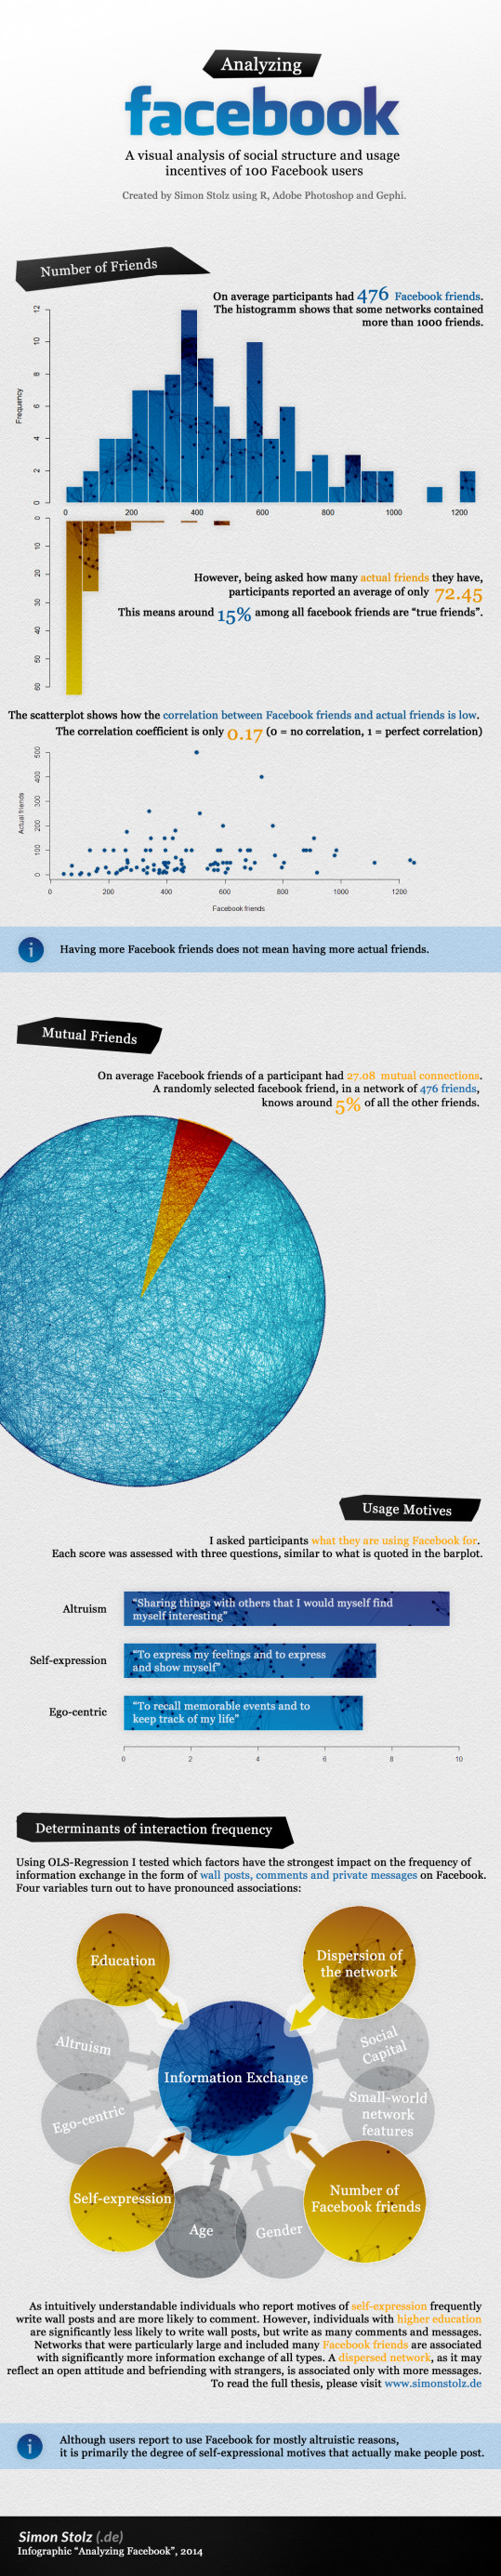 Analyzing
facebook
A visual analysis of social structure and usage
incentives of 100 Facebook users
Created by Simon Stolz using R, Adobe Photoshop and Gephi.
Number of Friends
On average participants had 476 Facebook friends.
The histogramm shows that some networks contained
more than 1000 friends.
Frequency
12
10
8
6
4
2
0
0 200 400 600 800 1000 1200
0
10
20
30
40
50
60
However, being asked how many actual friends they have,
participants reported an average of only 72.45
This means around 15% among all facebook friends are “true friends”.
The scatterplot shows how the correlation between Facebook friends and actual friends is low.
The correlation coefficient is only 0.17 (0 = no correlation, 1 = perfect correlation)
Actual friends
500
400
300
200
100
0
0 200 400 600 800 1000 1200
Facebook friends
i Having more Facebook friends does not mean having more actual friends.
Mutual Friends
On average Facebook friends of a participant had 27.08 mutual connections.
A randomly selected facebook friend, in a network of 476 friends,
knows around 5% of all the other friends.
Usage Motives
I asked participants what they are using Facebook for.
Each score was assessed with three questions, similar to what is quoted in the barplot.
Altruism
“Sharing things with others that I would myself find
myself interesting”
Self-expression
“To express my feelings and to express
and show myself”
Ego-centric
“To recall memorable events and to
keep track of my life”
0 2 4 6 8 10
Determinants of interaction frequency
Using OLS-Regression I tested which factors have the strongest impact on the frequency of
information exchange in the form of wall posts, comments and private messages on Facebook.
Four variables turn out to have pronounced associations:
Education
Dispersion of
the network
Altruism
Social
Capital
Information Exchange
Ego-centric
Small-world
network
features
Self-expression
Number of
Facebook friends
Age
Gender
As intuitively understandable individuals who report motives of self-expression frequently
write wall posts and are more likely to comment. However, individuals with higher education
are significantly less likely to write wall posts, but write as many comments and messages.
Networks that were particularly large and included many Facebook friends are associated
with significantly more information exchange of all types. A dispersed network, as it may
reflect an open attitude and befriending with strangers, is associated only with more messages.
To read the full thesis, please visit www.simonstolz.de
i Although users report to use Facebook for mostly altruistic reasons,
it is primarily the degree of self-expressional motives that actually make people post.
Simon Stolz (.de)
Infographic “Analyzing Facebook”, 2014